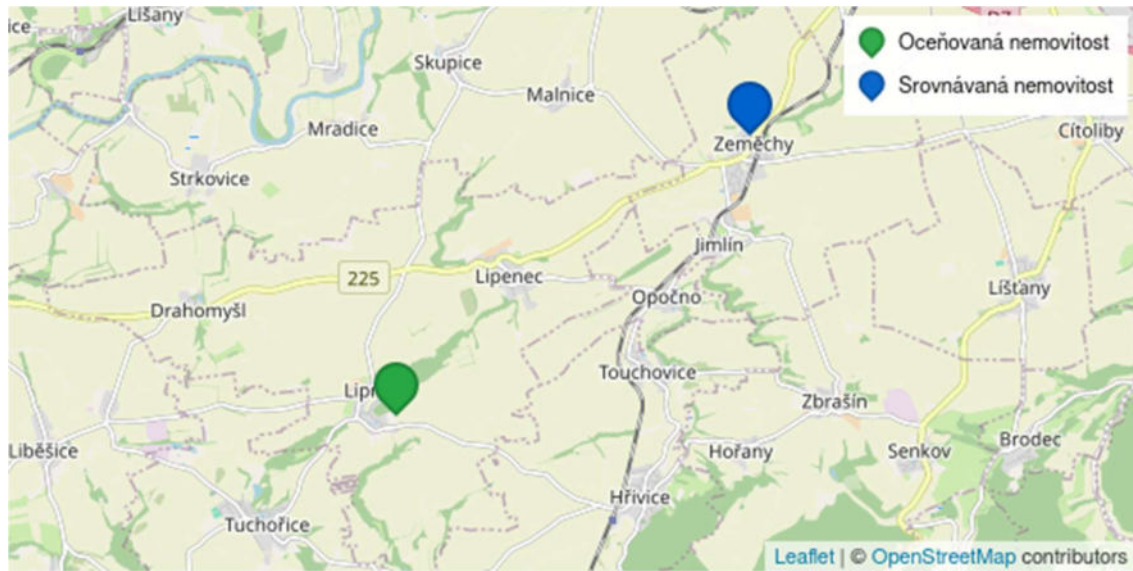 Lišany
Oceňovaná nemovitost
Srovnávaná nemovitost
Skupice
Malnice
Mradice
Zeměchy
Cítoliby
Strkovice
Jimlín
225
Lipenec
Líšťany
Opočno
Drahomyšl
Touchovice
Zbrašín
Liběšice
Hořany
Senkov
Brodec
Hřivice
Tuchořice
Leaflet | © OpenStreetMap contributors